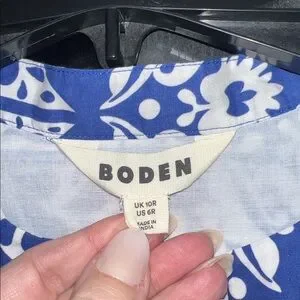 BODEN
UK 10R
US 6R
MADE IN
INDIA